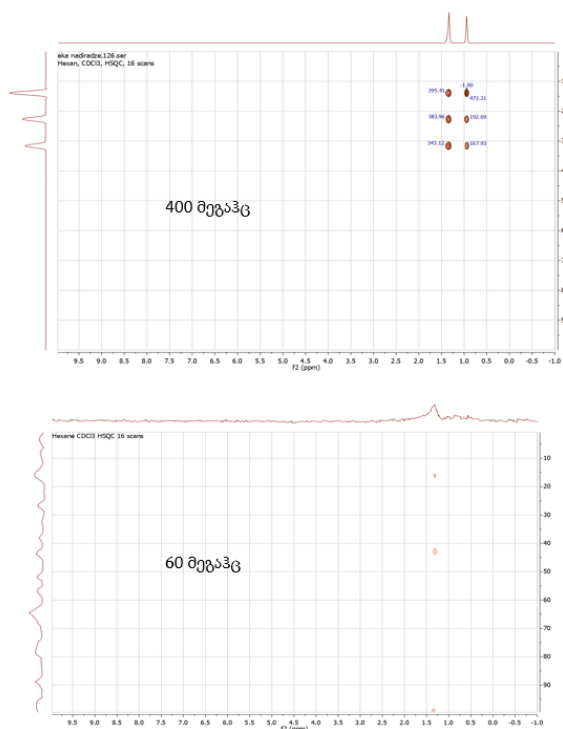 eka nadiradze.126.ser
Hexan, CDCl3, HSQC, 16 scans
395.41
-1.00
472.21
383.96
192.69
343.12
167.93
400 მეგაჰც
9.5 9.0 8.5 8.0 7.5 7.0 6.5 6.0 5.5 5.0 4.5 4.0 3.5 3.0 2.5 2.0 1.5 1.0 0.5 0.0 -0.5 -1.0
f2 (ppm)
Hexane CDCl3 HSQC 16 scans
10
20
30
40
50
60 მეგაჰც
60
70
80
90
9.5 9.0 8.5 8.0 7.5 7.0 6.5 6.0 5.5 5.0 4.5 4.0 3.5 3.0 2.5 2.0 1.5 1.0 0.5 0.0 -0.5 -1.0
f2 (ppm)